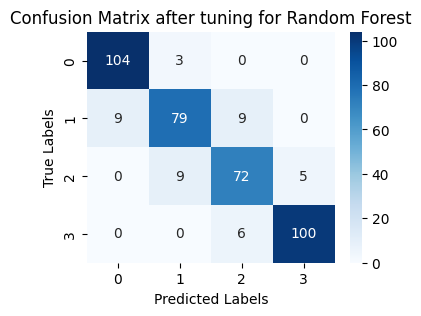 Confusion Matrix after tuning for Random Forest
True Labels
0 104 3 0 0
1 9 79 9 0
2 0 9 72 5
3 0 0 6 100
0 1 2 3
Predicted Labels
100
80
60
40
20
0